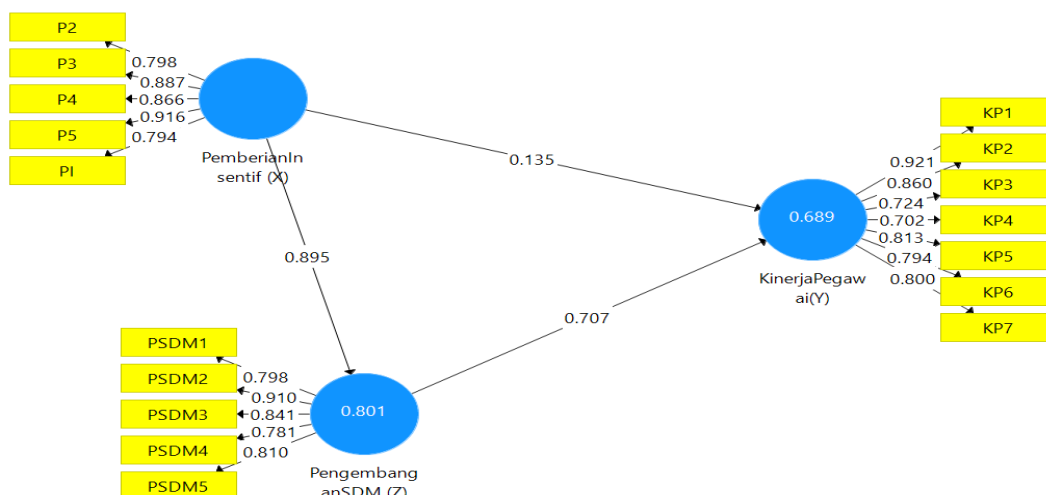 P2
P3
P4
P5
PI
0.798
0.887
0.866
0.916
0.794
PemberianIn
sentif (X)
0.135
0.895
0.707
KP1
KP2
KP3
KP4
KP5
KP6
KP7
0.921
0.860
0.724
0.702
0.813
0.794
0.800
0.689
KinerjaPegaw
ai(Y)
PSDM1
PSDM2
PSDM3
PSDM4
PSDM5
0.798
0.910
0.841
0.781
0.810
0.801
Pengembang
anSDM (Z)